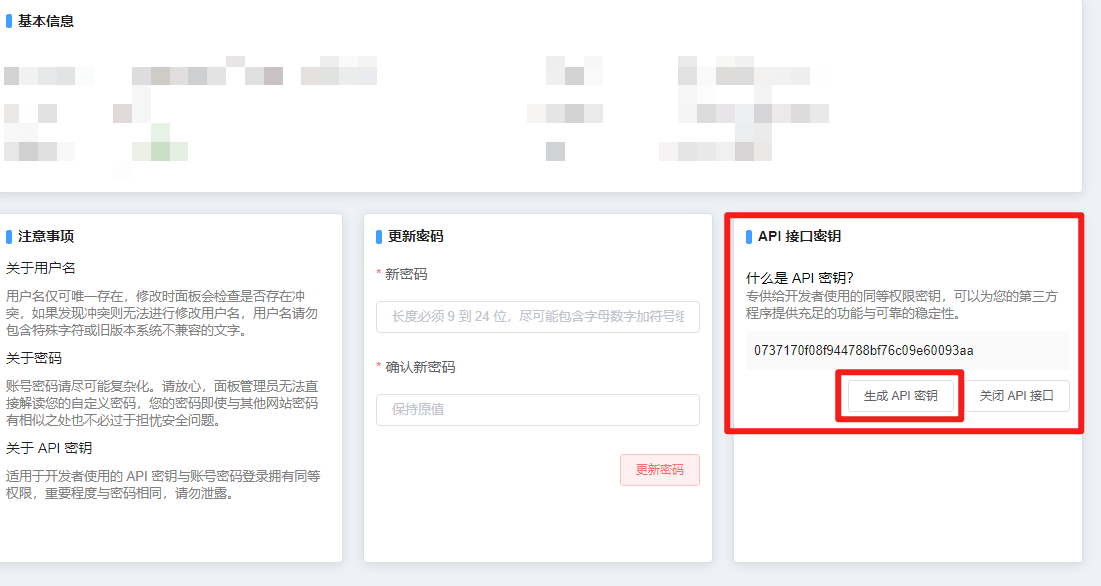 基本信息
注意事项
关于用户名
用户名仅可唯一存在，修改时面板会检查是否存在冲
突，如果发现冲突则无法进行修改用户名，用户名请勿
包含特殊字符或旧版本系统不兼容的文字。
关于密码
账号密码请尽可能复杂化。请放心，面板管理员无法直
接解读您的自定义密码，您的密码即使与其他网站密码
有相似之处也不必过于担忧安全问题。
关于 API 密钥
适用于开发者使用的 API 密钥与账号密码登录拥有同等
权限，重要程度与密码相同，请勿泄露。
更新密码
* 新密码
长度必须 9 到 24 位，尽可能包含字母数字加符号组
* 确认新密码
保持原值
更新密码
API 接口密钥
什么是 API 密钥？
专供给开发者使用的同等权限密钥，可以为您的第三方
程序提供充足的功能与可靠的稳定性。
0737170f08f944788bf76c09e60093aa
生成 API 密钥
关闭 API 接口